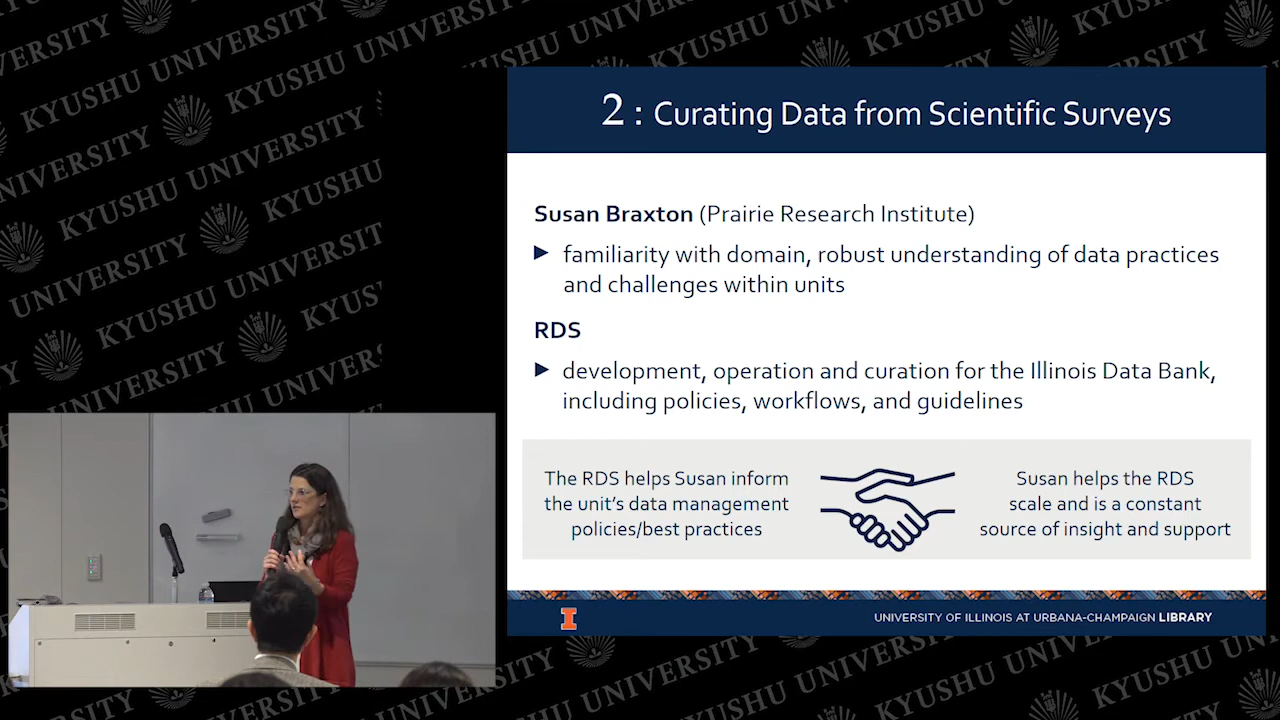 2 : Curating Data from Scientific Surveys
Susan Braxton (Prairie Research Institute)
► familiarity with domain, robust understanding of data practices
and challenges within units
RDS
► development, operation and curation for the Illinois Data Bank,
including policies, workflows, and guidelines
The RDS helps Susan inform
the unit's data management
policies/best practices
Susan helps the RDS
scale and is a constant
source of insight and support
I
UNIVERSITY OF ILLINOIS AT URBANA-CHAMPAIGN LIBRARY
KYUSHU UNIVERSITY